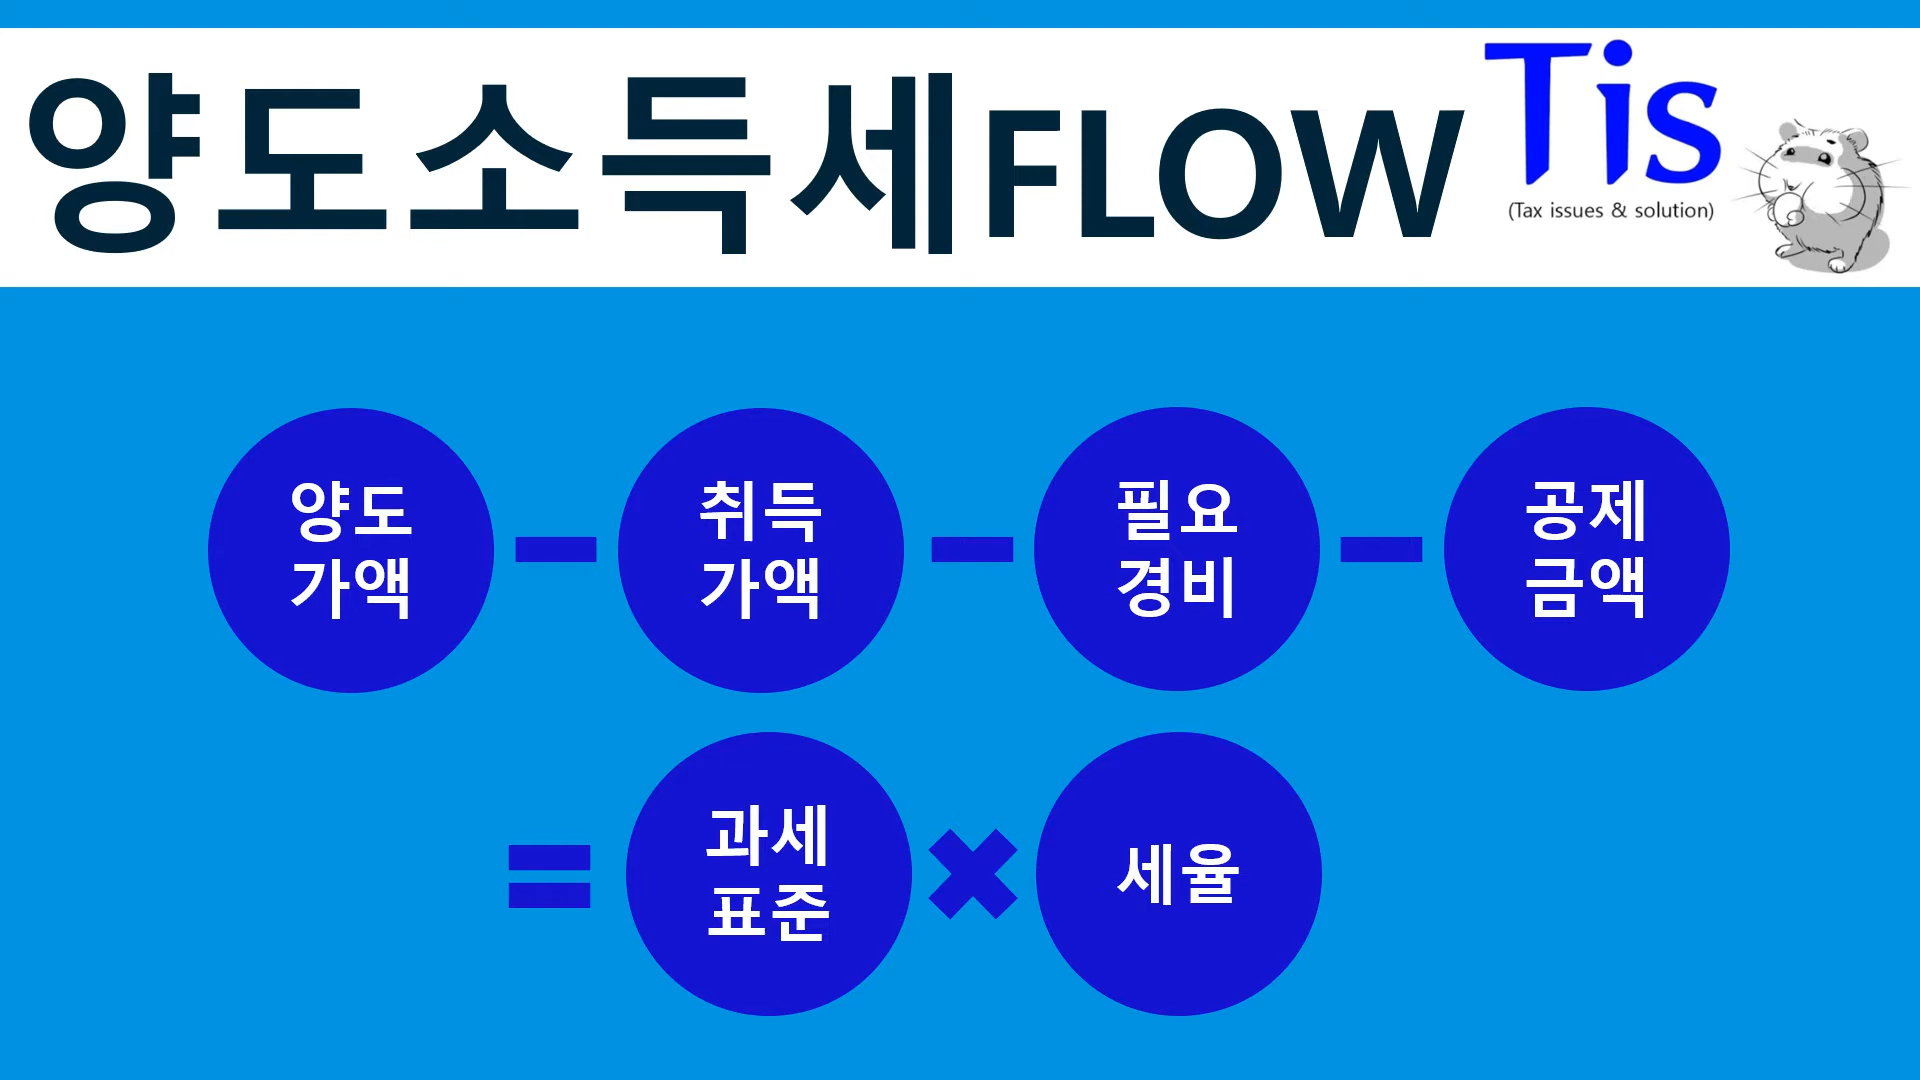 양도소득세FLOW
Tis
(Tax issues & solution)
양도
가액
취득
가액
필요
경비
공제
금액
과세
표준
세율